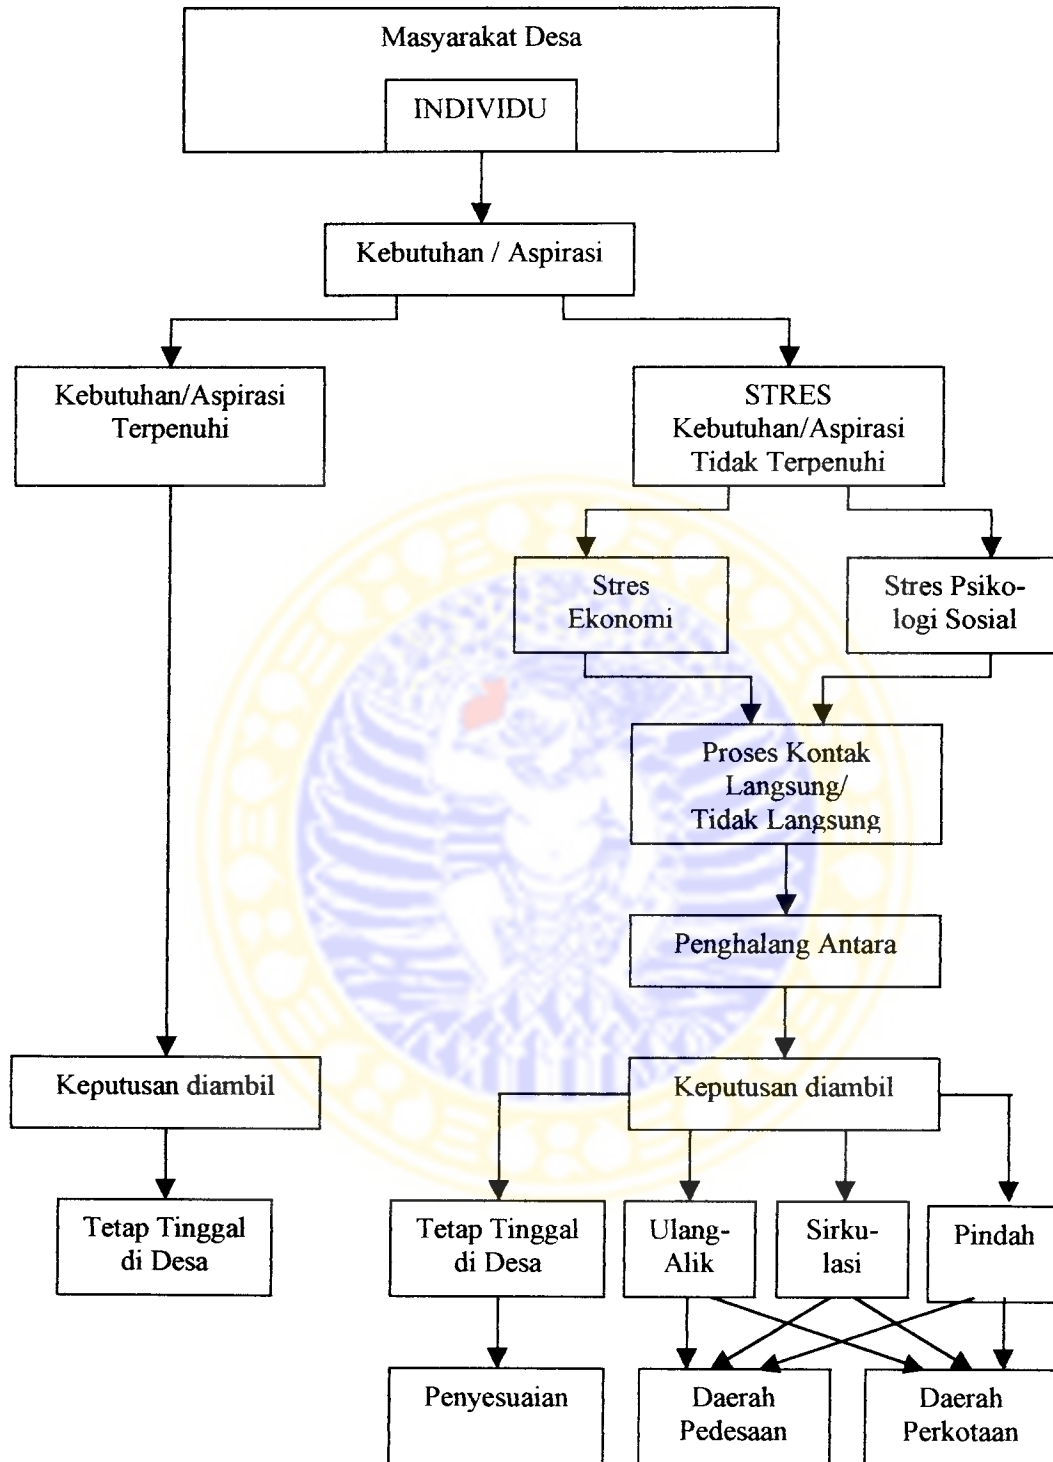 Masyarakat Desa
INDIVIDU
Kebutuhan / Aspirasi
Kebutuhan/Aspirasi
Terpenuhi
STRES
Kebutuhan/Aspirasi
Tidak Terpenuhi
Stres
Ekonomi
Stres Psiko-
logi Sosial
Proses Kontak
Langsung/
Tidak Langsung
Penghalang Antara
Keputusan diambil
Keputusan diambil
Tetap Tinggal
di Desa
Tetap Tinggal
di Desa
Ulang-
Alik
Sirku-
lasi
Pindah
Penyesuaian
Daerah
Pedesaan
Daerah
Perkotaan